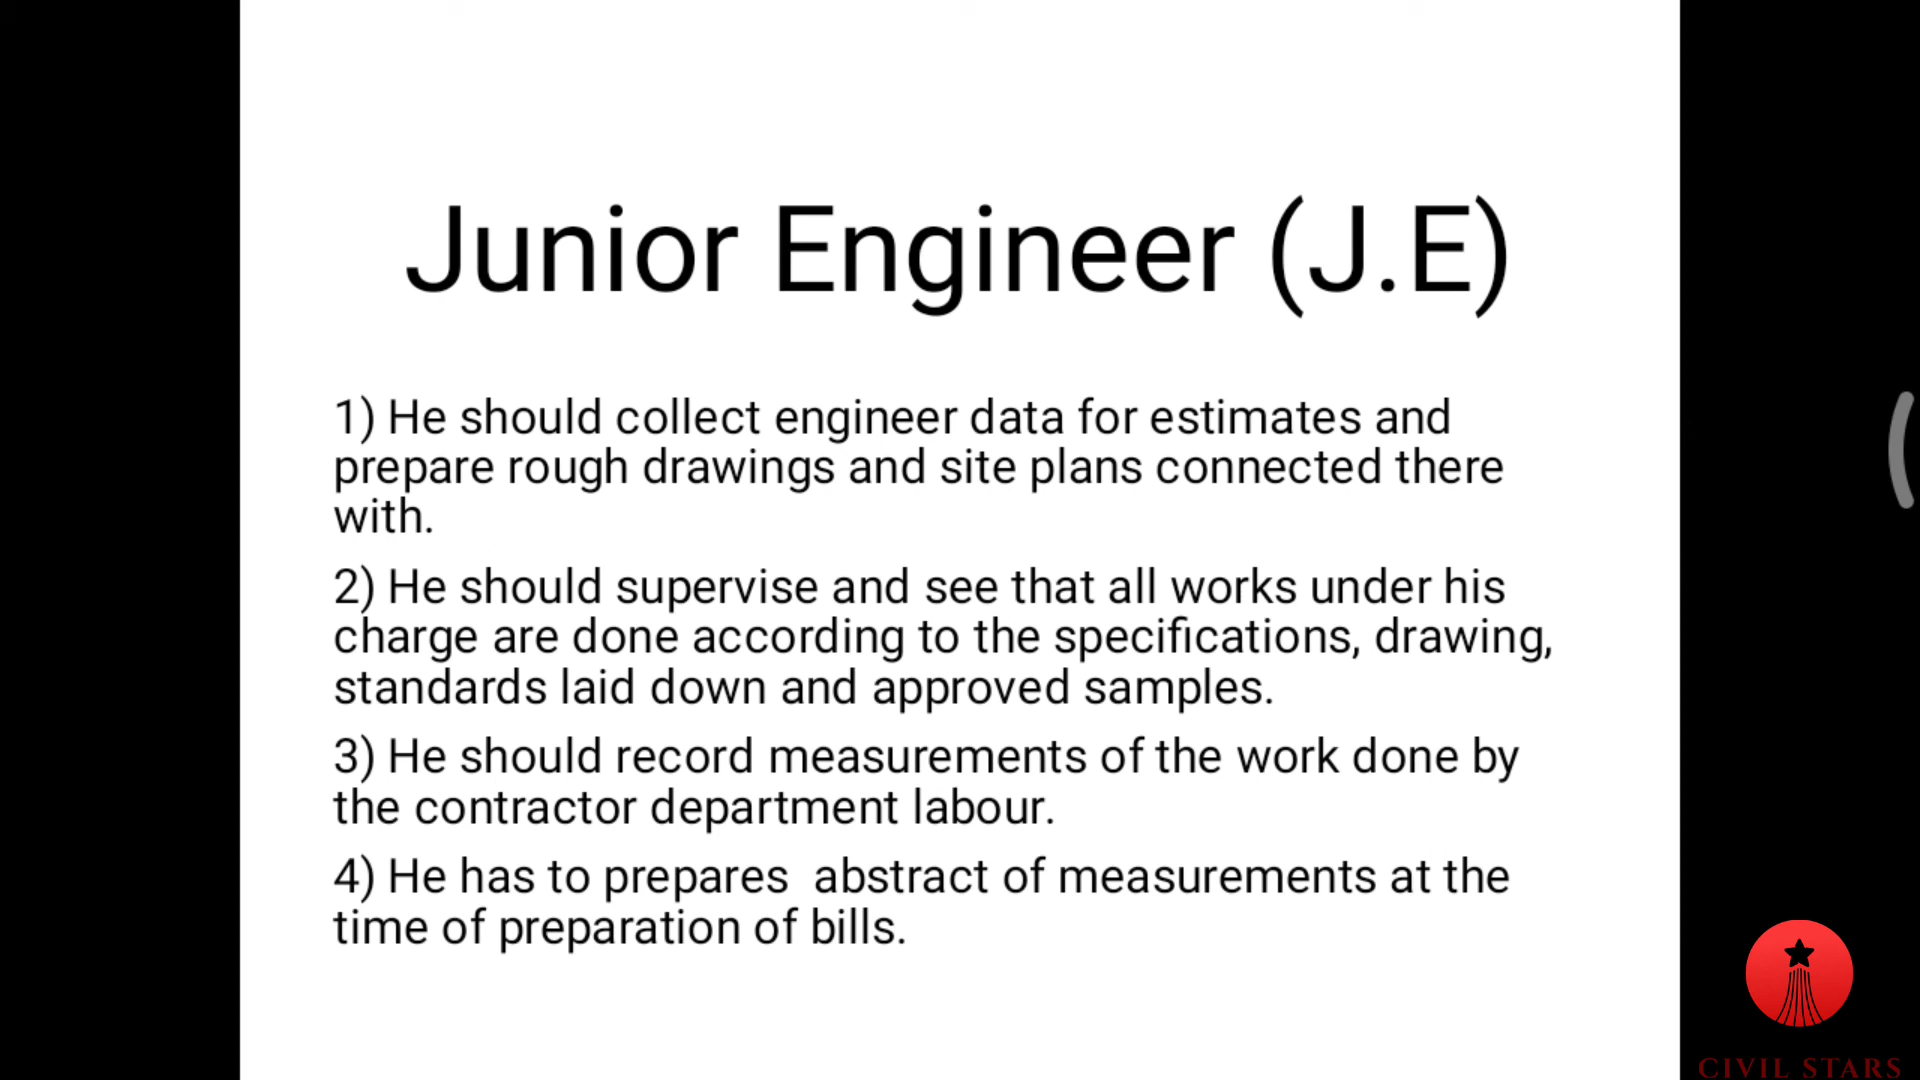 Junior Engineer (J.E)
1) He should collect engineer data for estimates and
prepare rough drawings and site plans connected there
with.
2) He should supervise and see that all works under his
charge are done according to the specifications, drawing,
standards laid down and approved samples.
3) He should record measurements of the work done by
the contractor department labour.
4) He has to prepares  abstract of measurements at the
time of preparation of bills.
CIVIL STARS